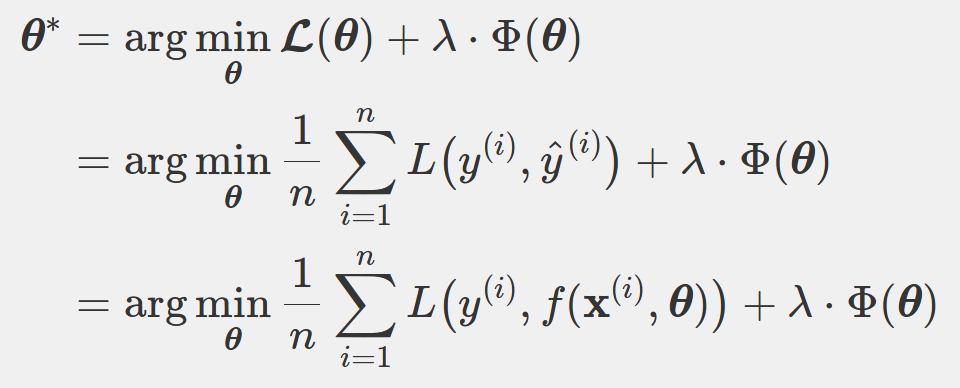 θ* = arg min_θ 𝓛(θ) + λ · Φ(θ)
= arg min_θ 1/n ∑_{i=1}^{n} L(y^{(i)}, ŷ^{(i)}) + λ · Φ(θ)
= arg min_θ 1/n ∑_{i=1}^{n} L(y^{(i)}, f(𝐱^{(i)}, θ)) + λ · Φ(θ)